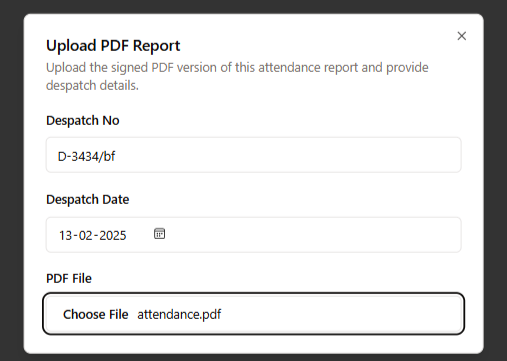 Upload PDF Report
Upload the signed PDF version of this attendance report and provide
despatch details.
Despatch No
D-3434/bf
Despatch Date
13-02-2025
PDF File
Choose File attendance.pdf